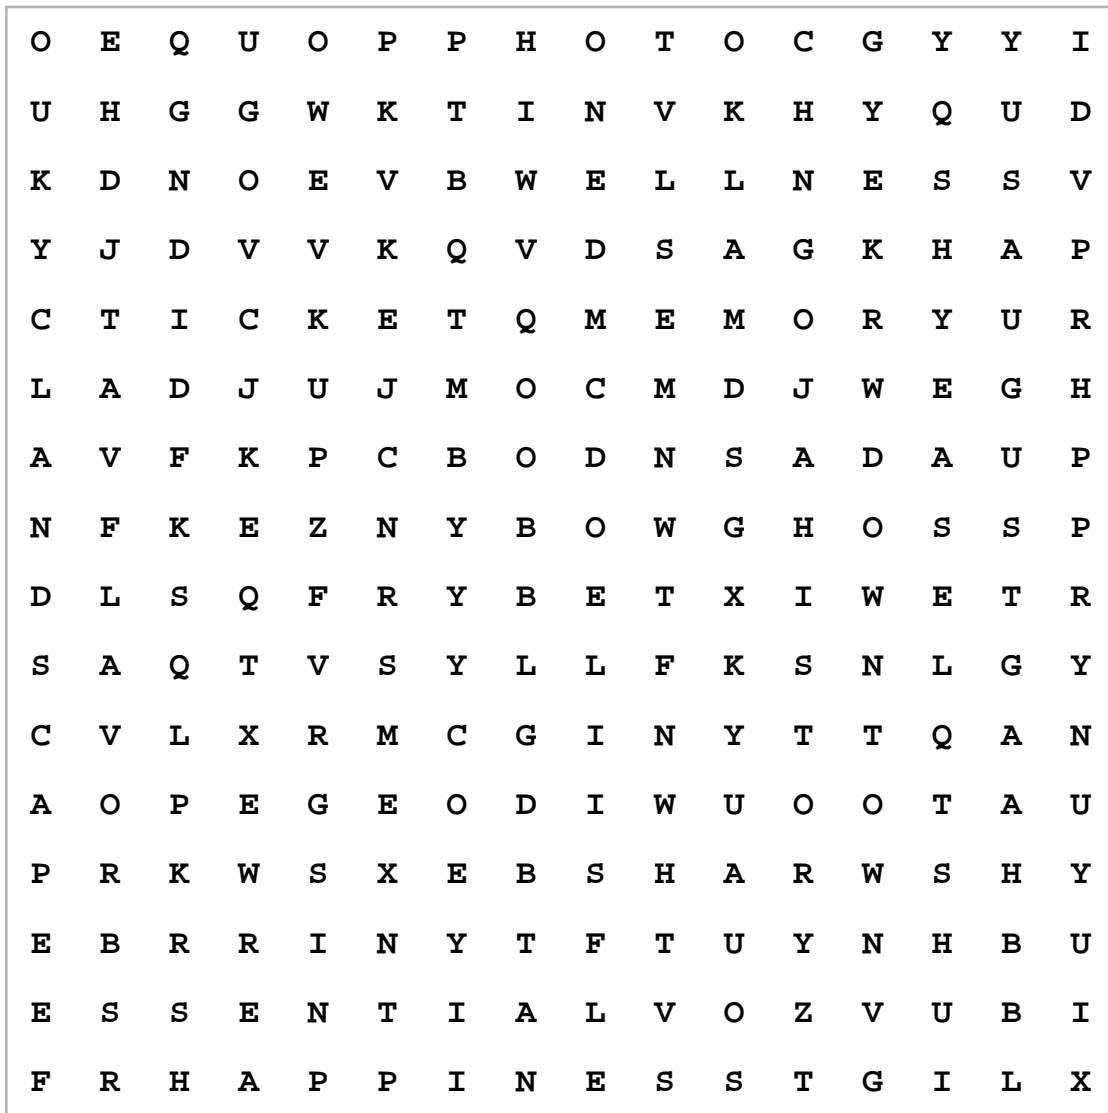 O E Q U O P P H O T O C G Y Y I
U H G G W K T I N V K H Y Q U D
K D N O E V B W E L L N E S S V
Y J D V V K Q V D S A G K H A P
C T I C K E T Q M E M O R Y U R
L A D J U J M O C M D J W E G H
A V F K P C B O D N S A D A U P
N F K E Z N Y B O W G H O S S P
D L S Q F R Y B E T X I W E T R
S A Q T V S Y L L F K S N L G Y
C V L X R M C G I N Y T T Q A N
A O P E G E O D I W U O O T A U
P R K W S X E B S H A R W S H Y
E B R R I N Y T F T U Y N H B U
E S S E N T I A L V O Z V U B I
F R H A P P I N E S S T G I L X